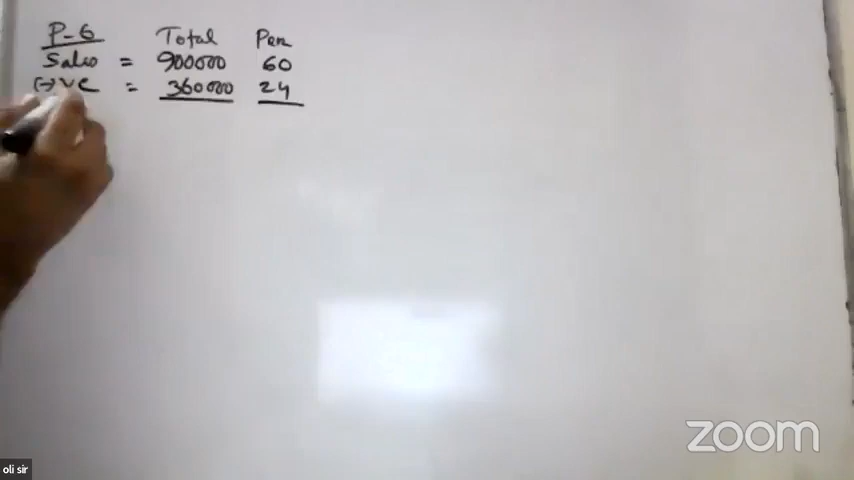 P-6 Total Per
Sales = 900000 60
(-) VC = 360000 24
zoom
oli sir